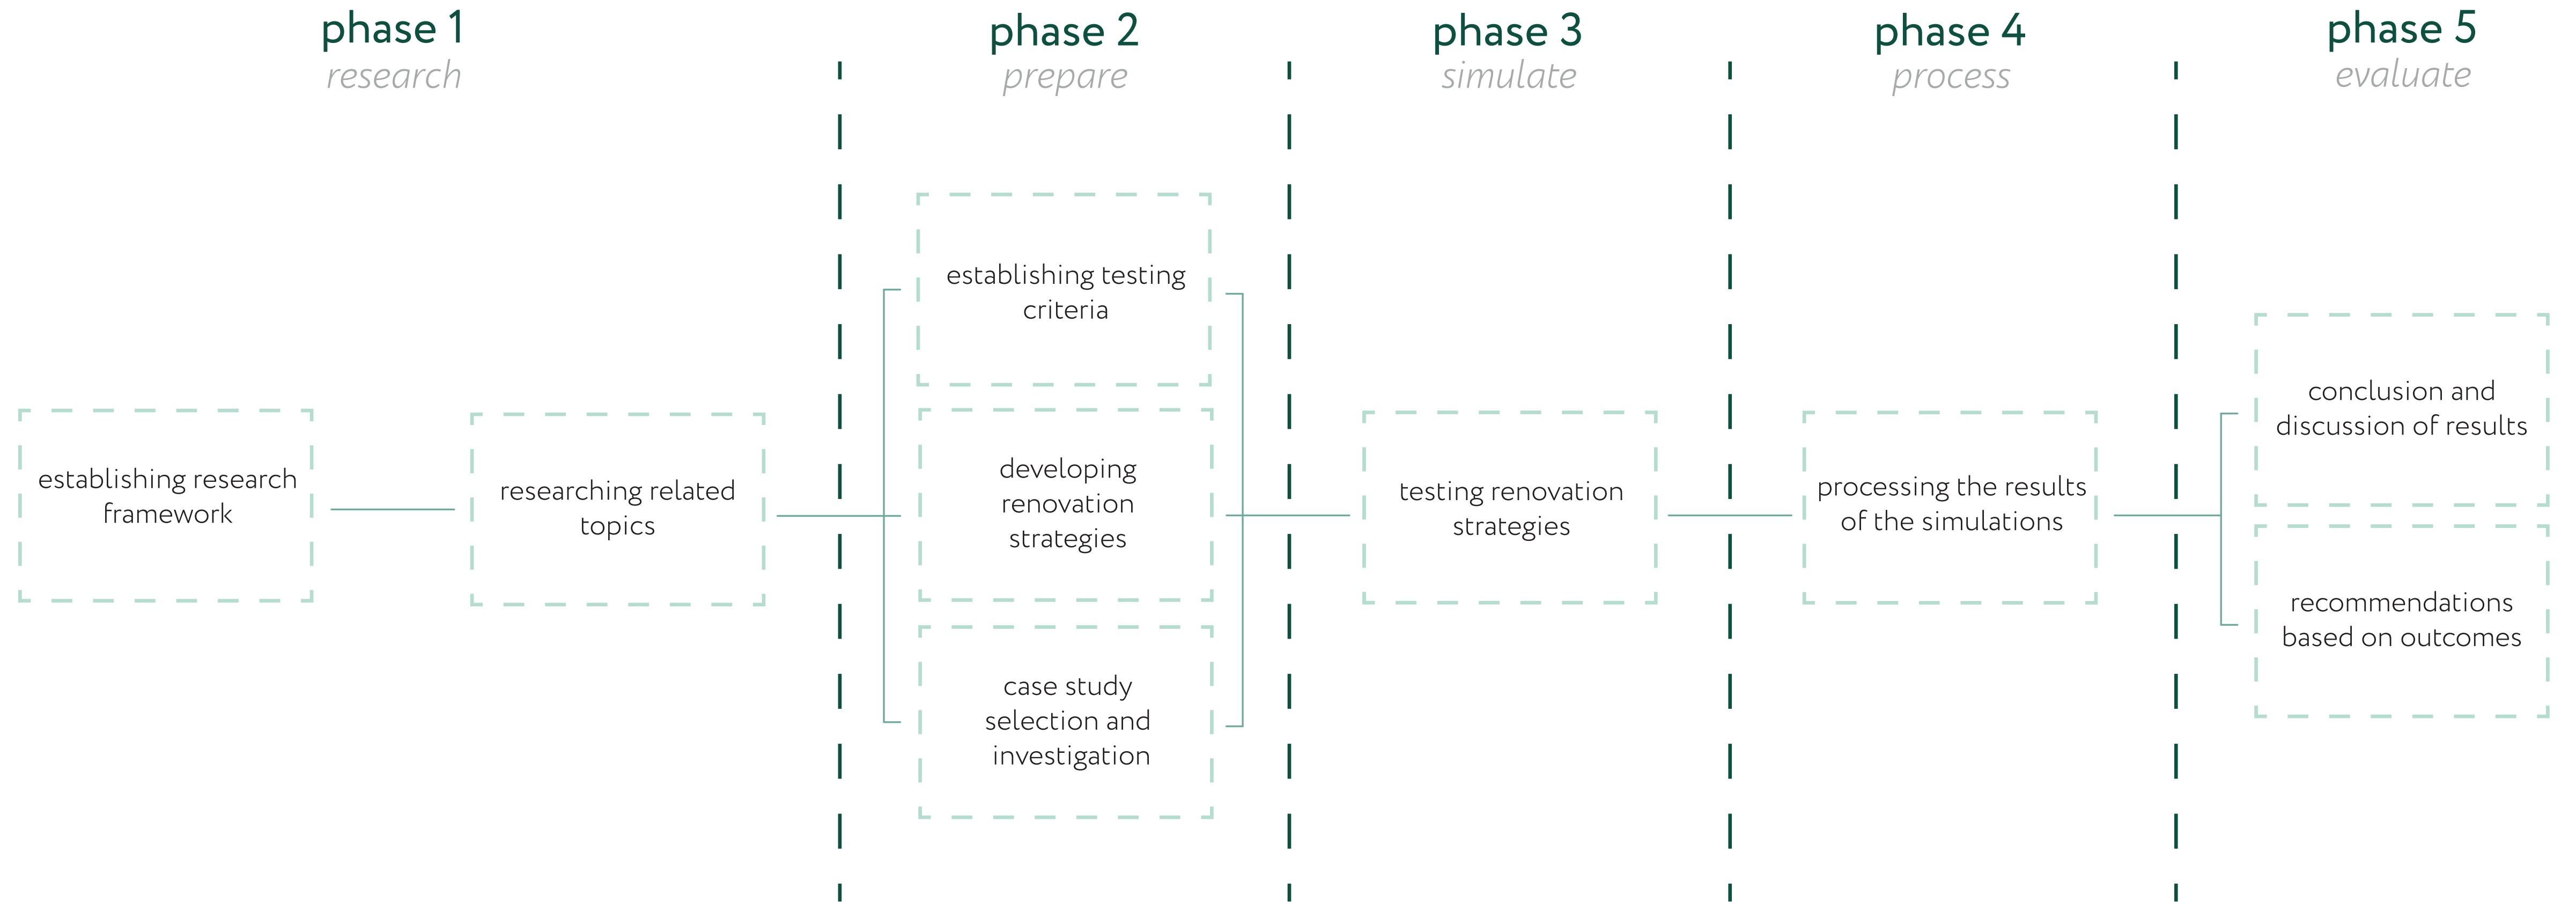 phase 1
research
phase 2
prepare
phase 3
simulate
phase 4
process
phase 5
evaluate
establishing research
framework
researching related
topics
establishing testing
criteria
developing
renovation
strategies
case study
selection and
investigation
testing renovation
strategies
processing the results
of the simulations
conclusion and
discussion of results
recommendations
based on outcomes